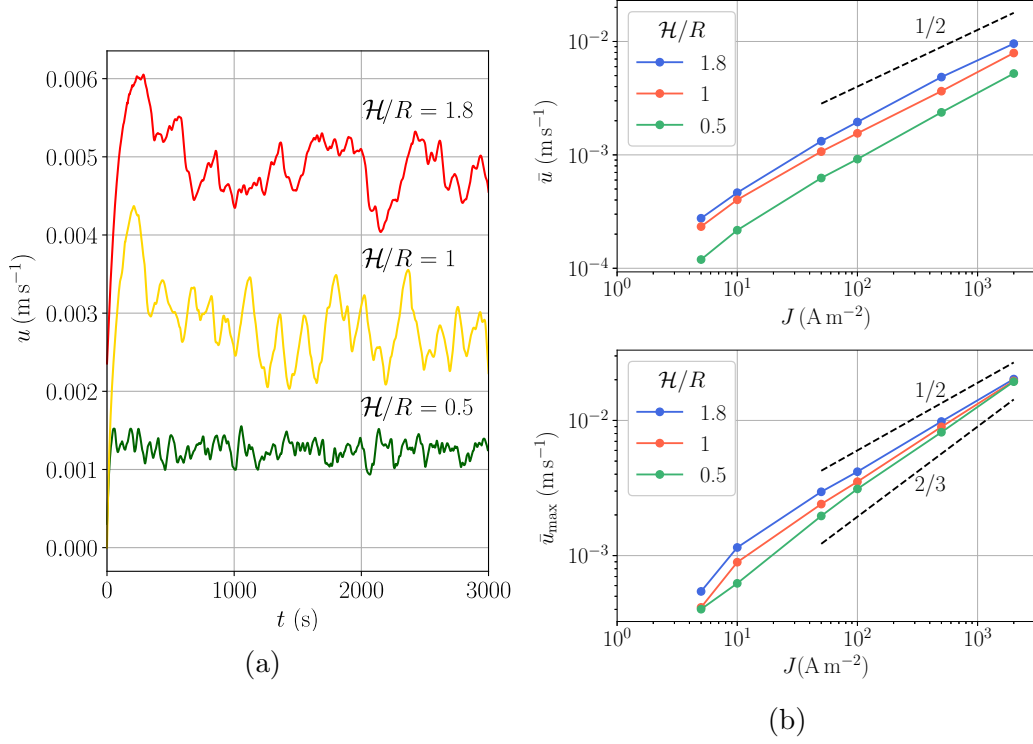 0.006
0.005
0.004
0.003
0.002
0.001
0.000
u (m s⁻¹)
ℋ/R = 1.8
ℋ/R = 1
ℋ/R = 0.5
0
1000
2000
3000
t (s)
(a)
ℋ/R
1.8
1
0.5
1/2
10⁻²
10⁻³
10⁻⁴
ū (m s⁻¹)
10⁰
10¹
10²
10³
J (A m⁻²)
ℋ/R
1.8
1
0.5
1/2
2/3
10⁻²
10⁻³
ū_max (m s⁻¹)
10⁰
10¹
10²
10³
J(A m⁻²)
(b)